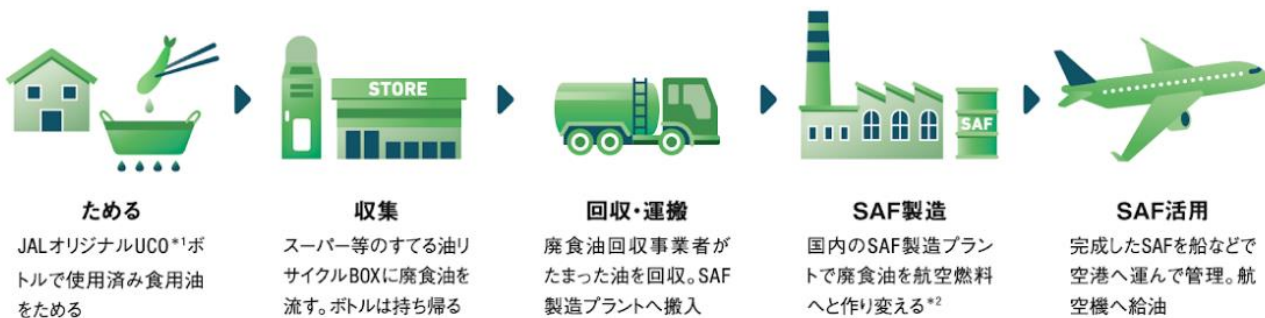 STORE
SAF
ためる
JALオリジナルUCO*1ボ
トルで使用済み食用油
をためる
収集
スーパー等のすてる油リ
サイクルBOXに廃食油を
流す。ボトルは持ち帰る
回収・運搬
廃食油回収事業者が
たまった油を回収。SAF
製造プラントへ搬入
SAF製造
国内のSAF製造プラン
トで廃食油を航空燃料
へと作り変える*2
SAF活用
完成したSAFを船などで
空港へ運んで管理。航
空機へ給油